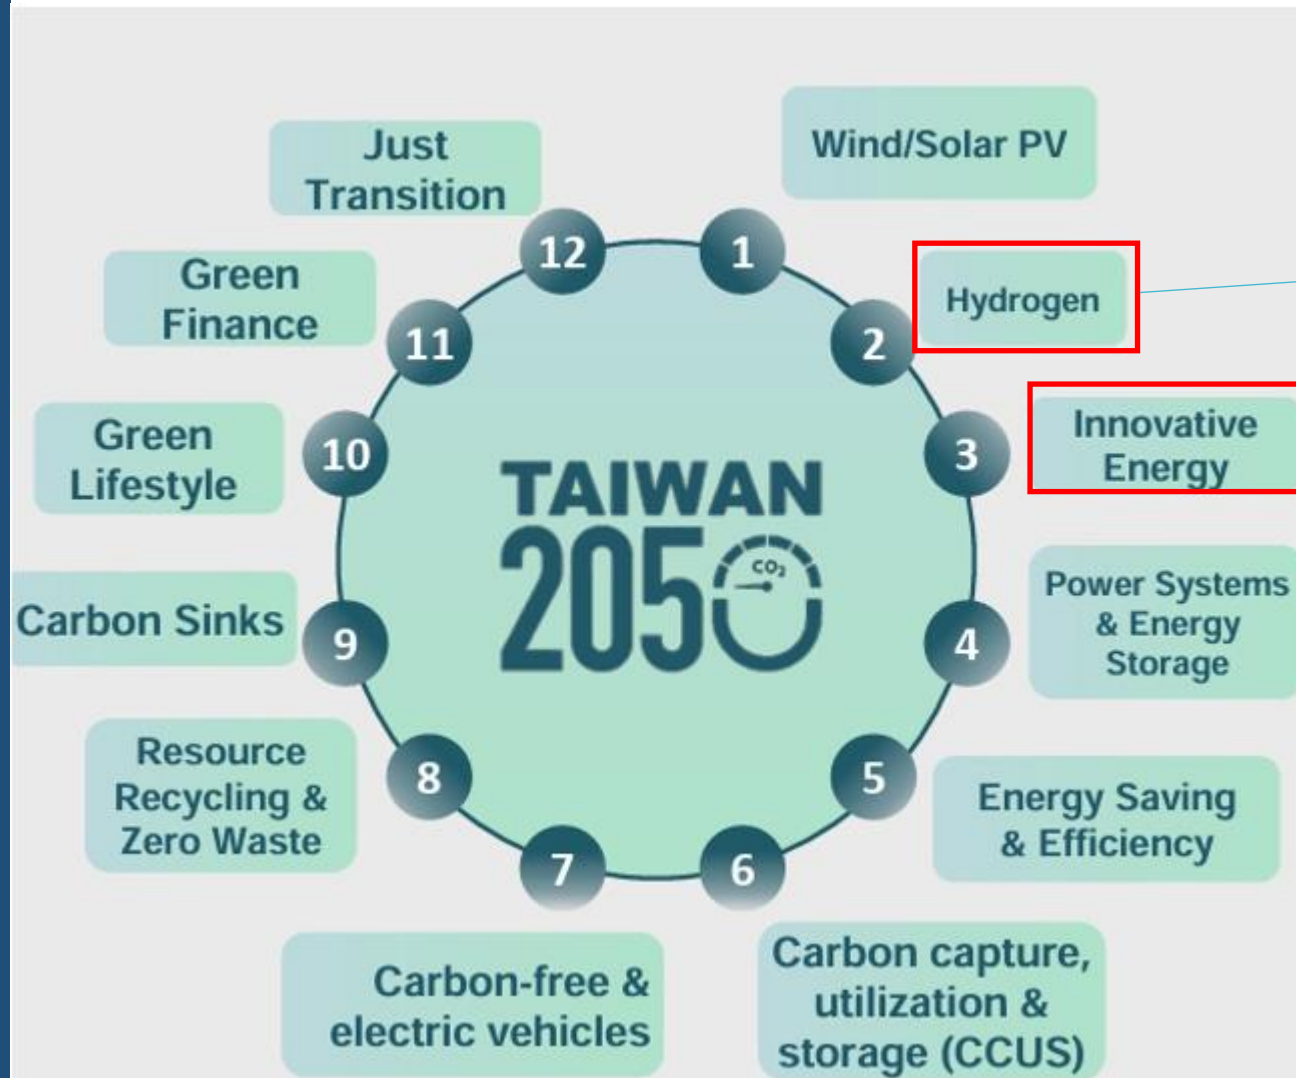 Just
Transition
12
Wind/Solar PV
1
Hydrogen
2
Innovative
Energy
3
Power Systems
& Energy
Storage
4
Energy Saving
& Efficiency
5
Carbon capture,
utilization &
storage (CCUS)
6
Carbon-free &
electric vehicles
7
Resource
Recycling &
Zero Waste
8
Carbon Sinks
9
Green
Lifestyle
10
Green
Finance
11
TAIWAN
2050
CO₂